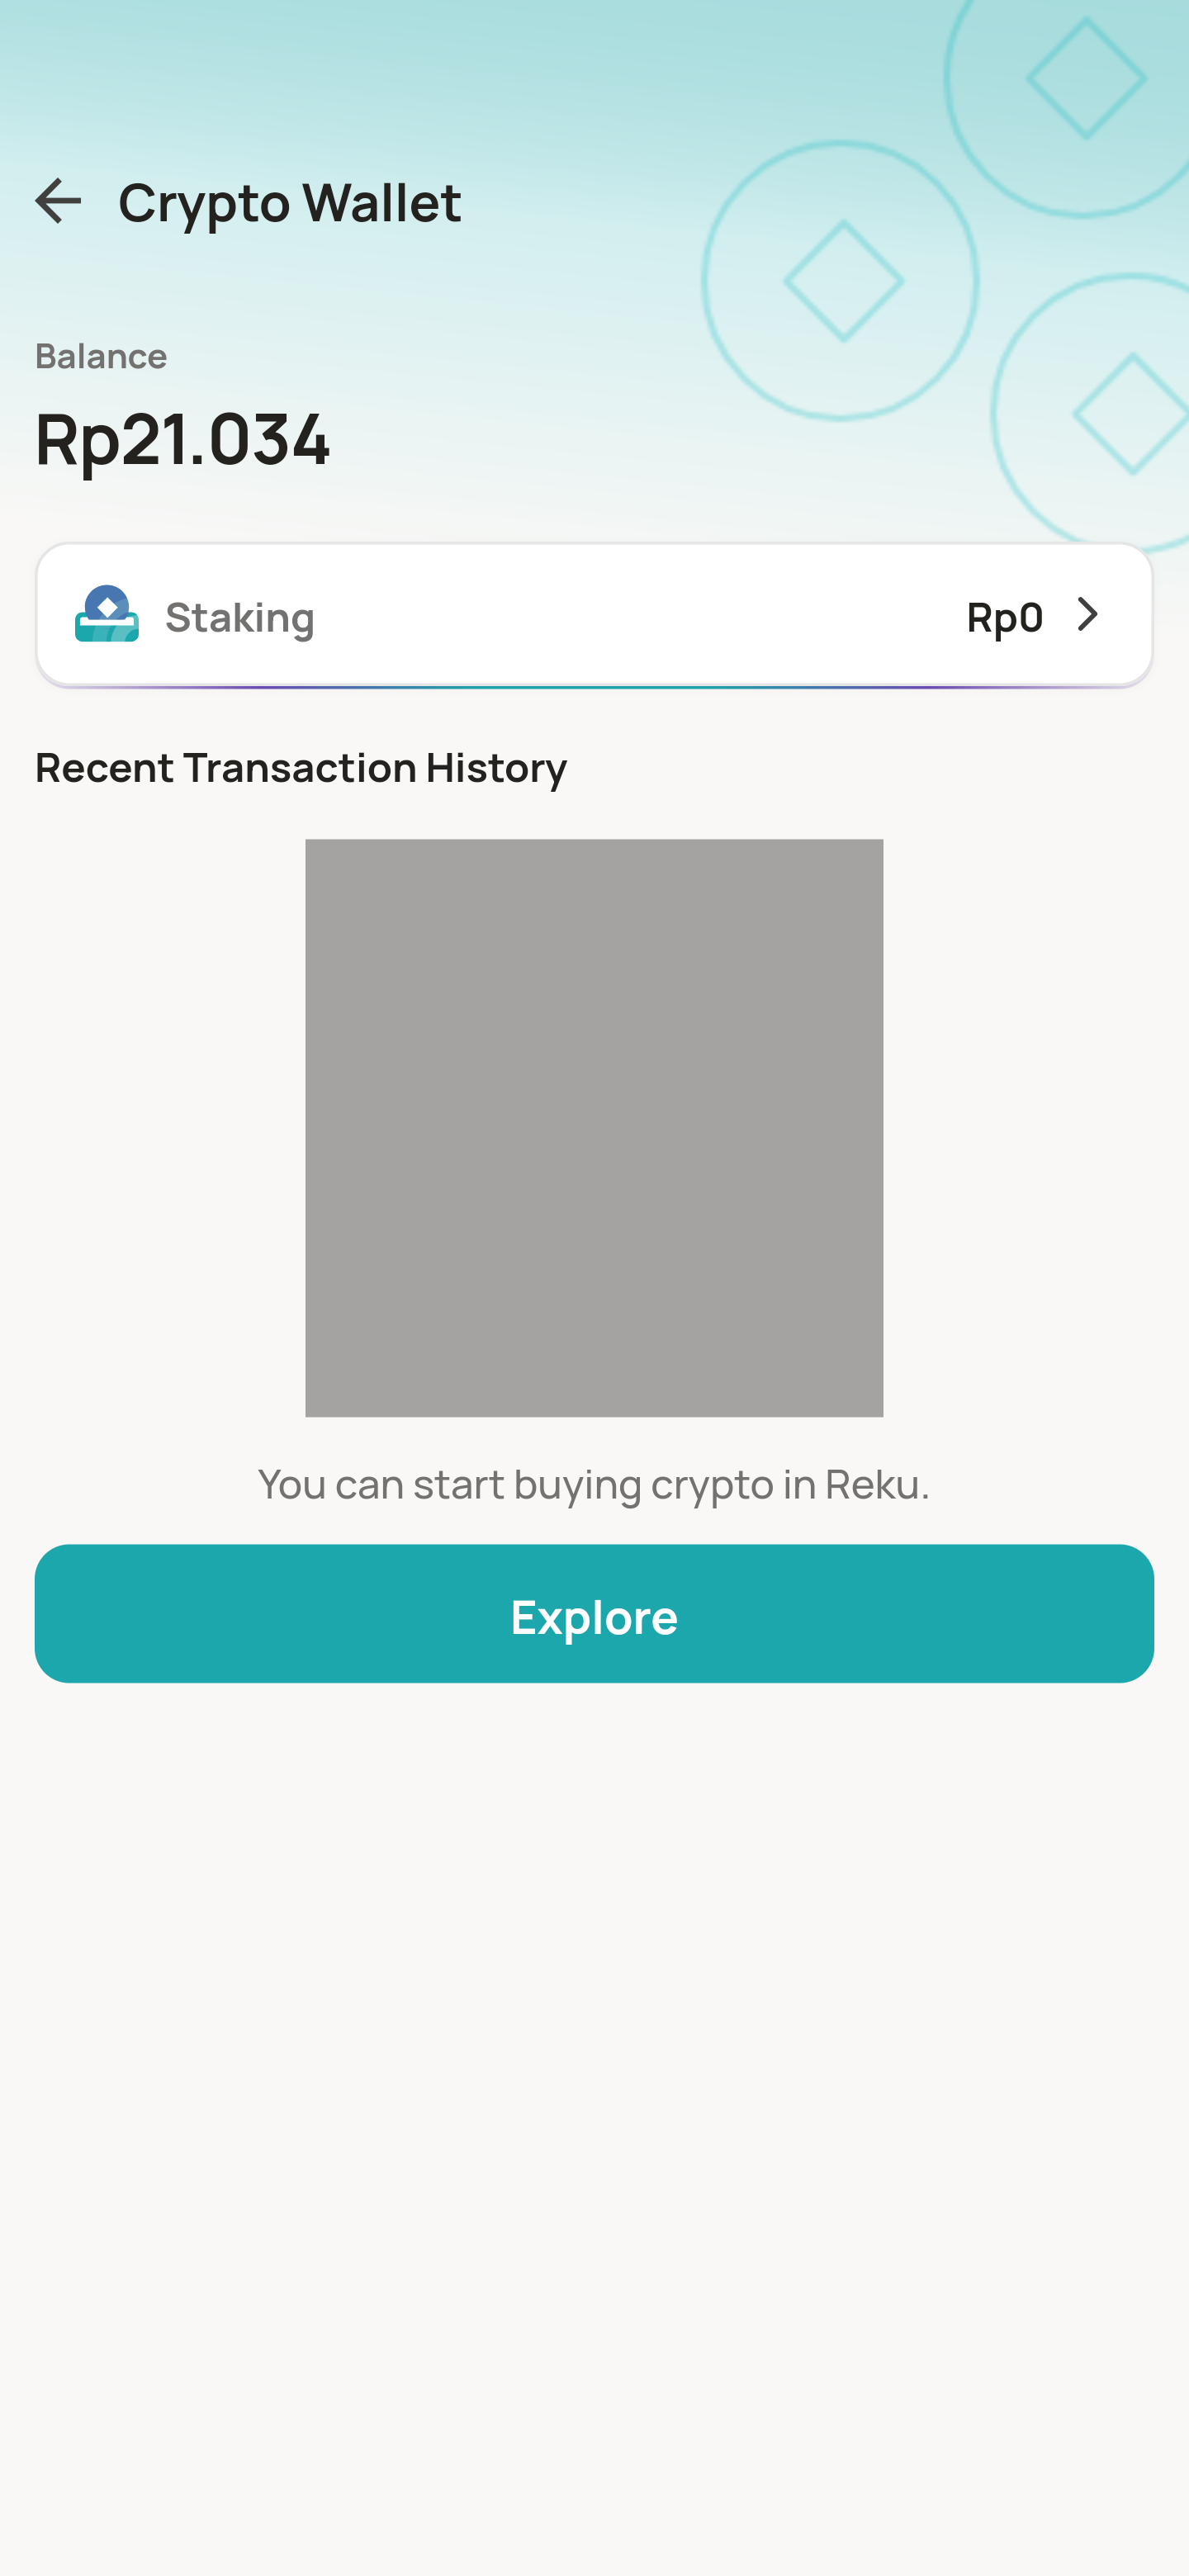 Crypto Wallet
Balance
Rp21.034
Staking
Rp0
Recent Transaction History
You can start buying crypto in Reku.
Explore